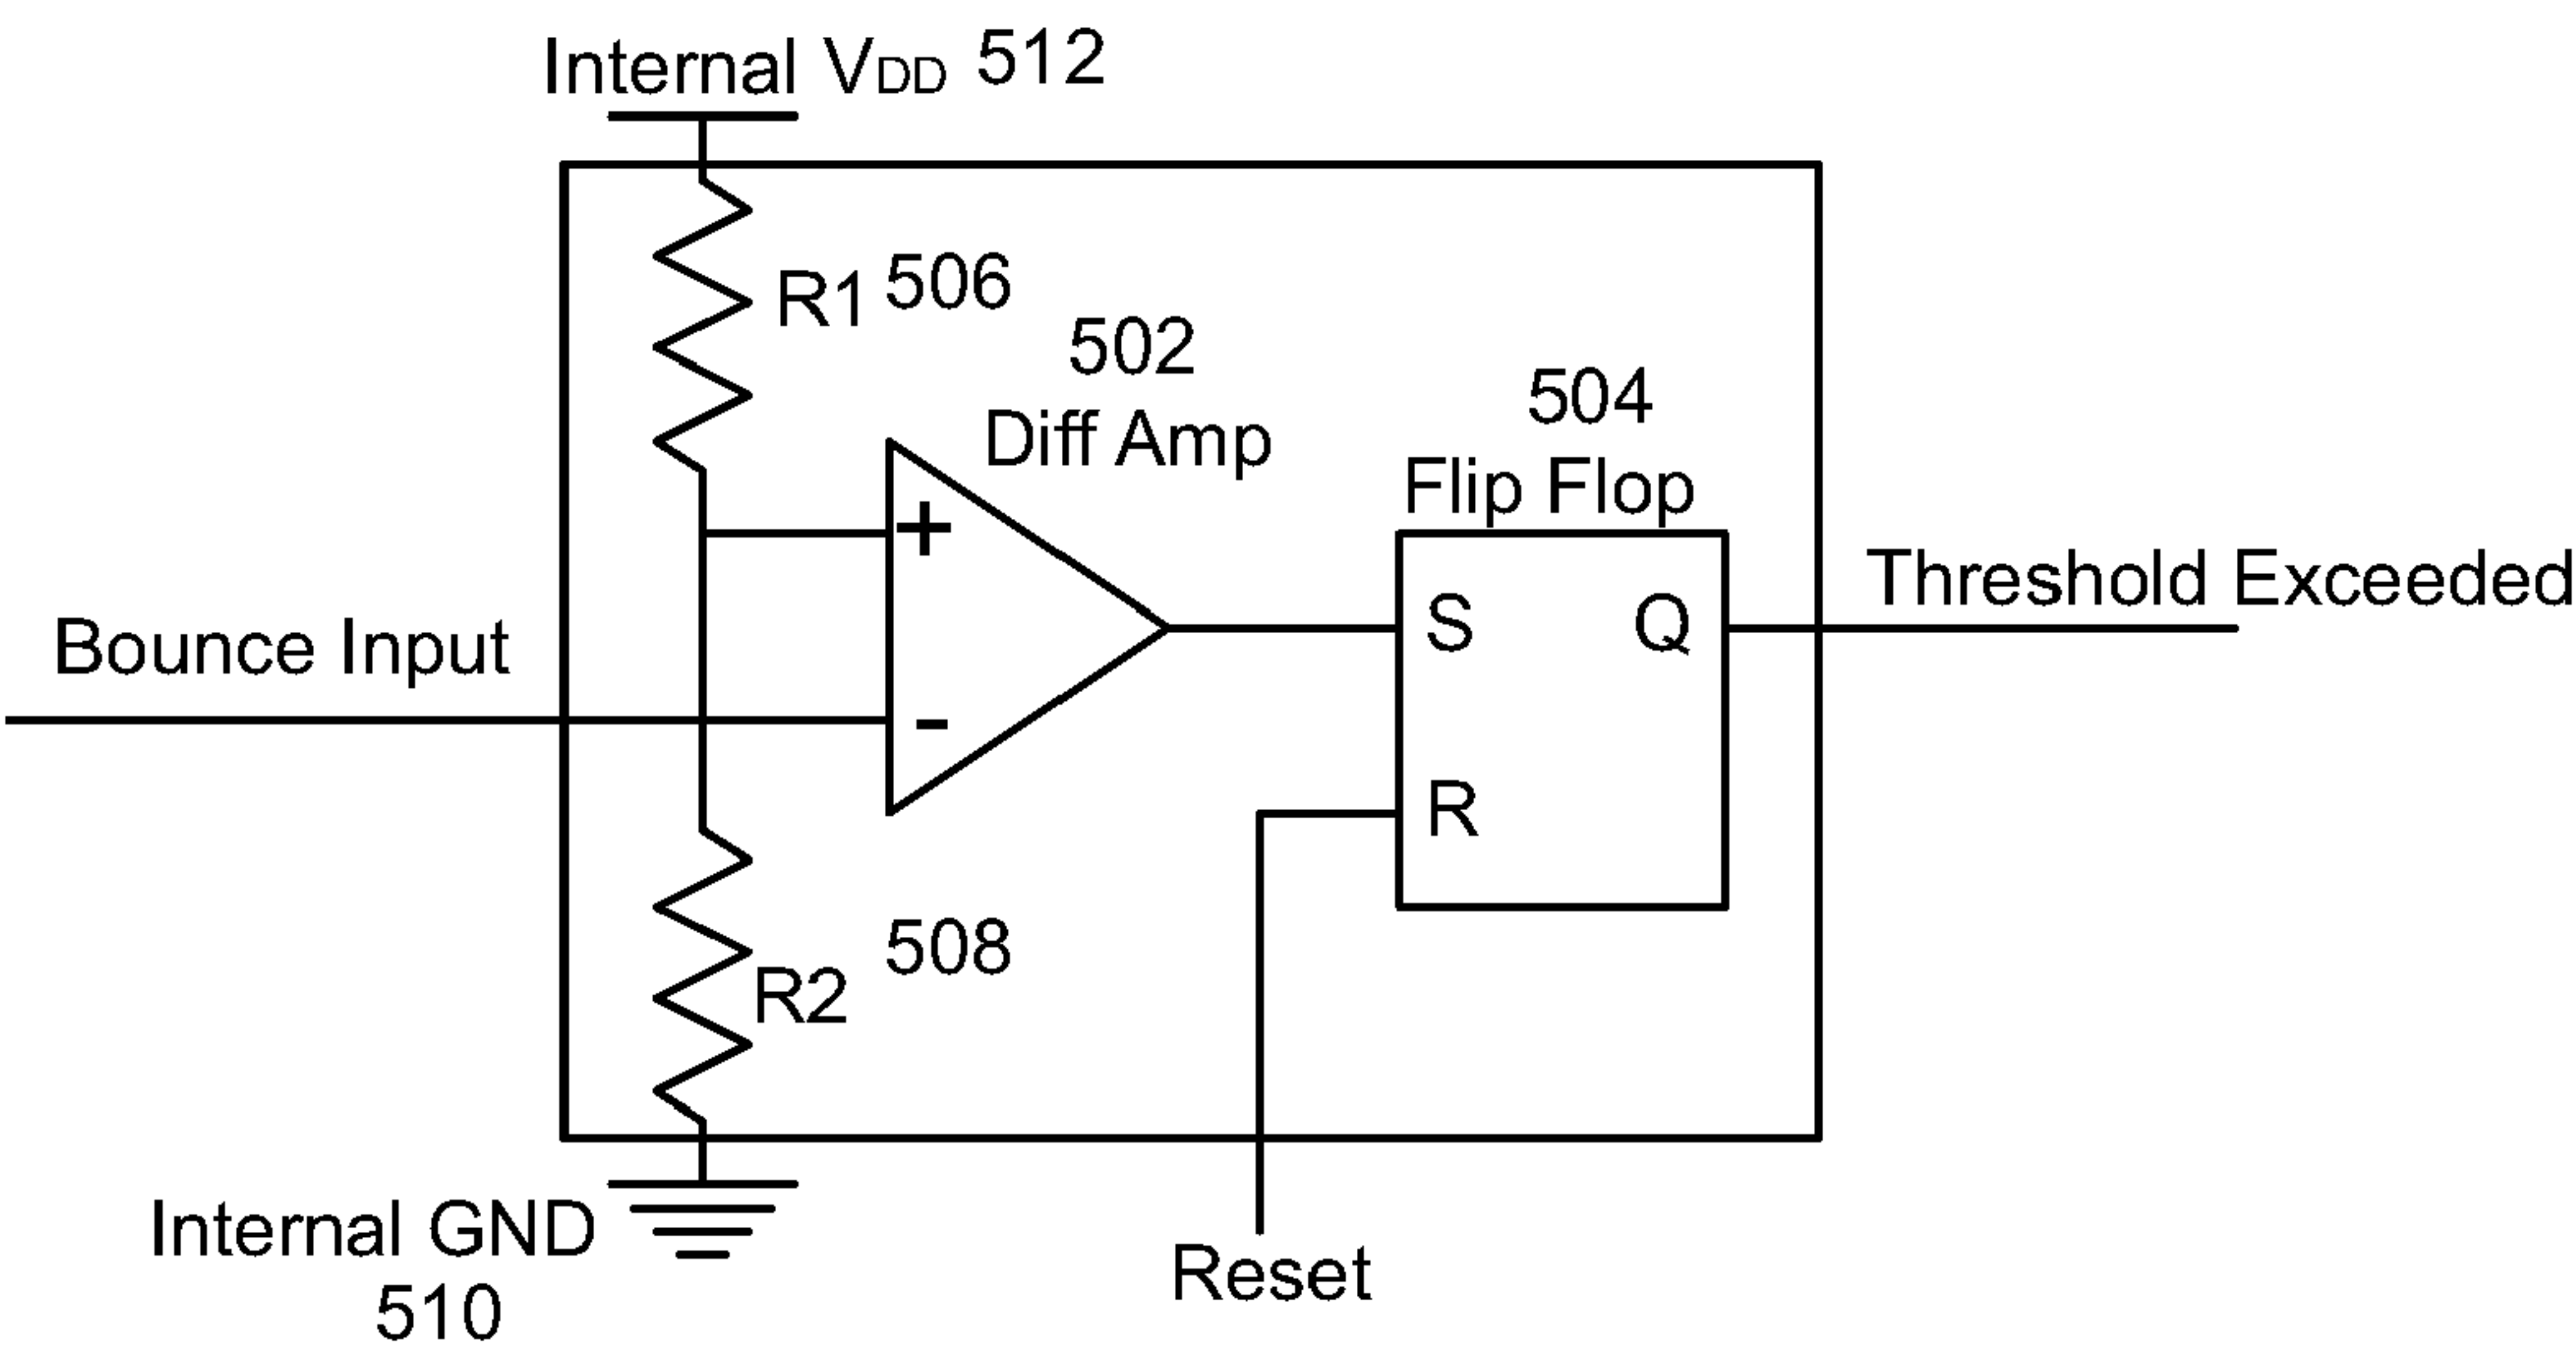 Internal VDD 512
R1 506
502
Diff Amp
504
Flip Flop
+
S Q
Threshold Exceeded
Bounce Input
-
R
508
R2
Internal GND
510
Reset